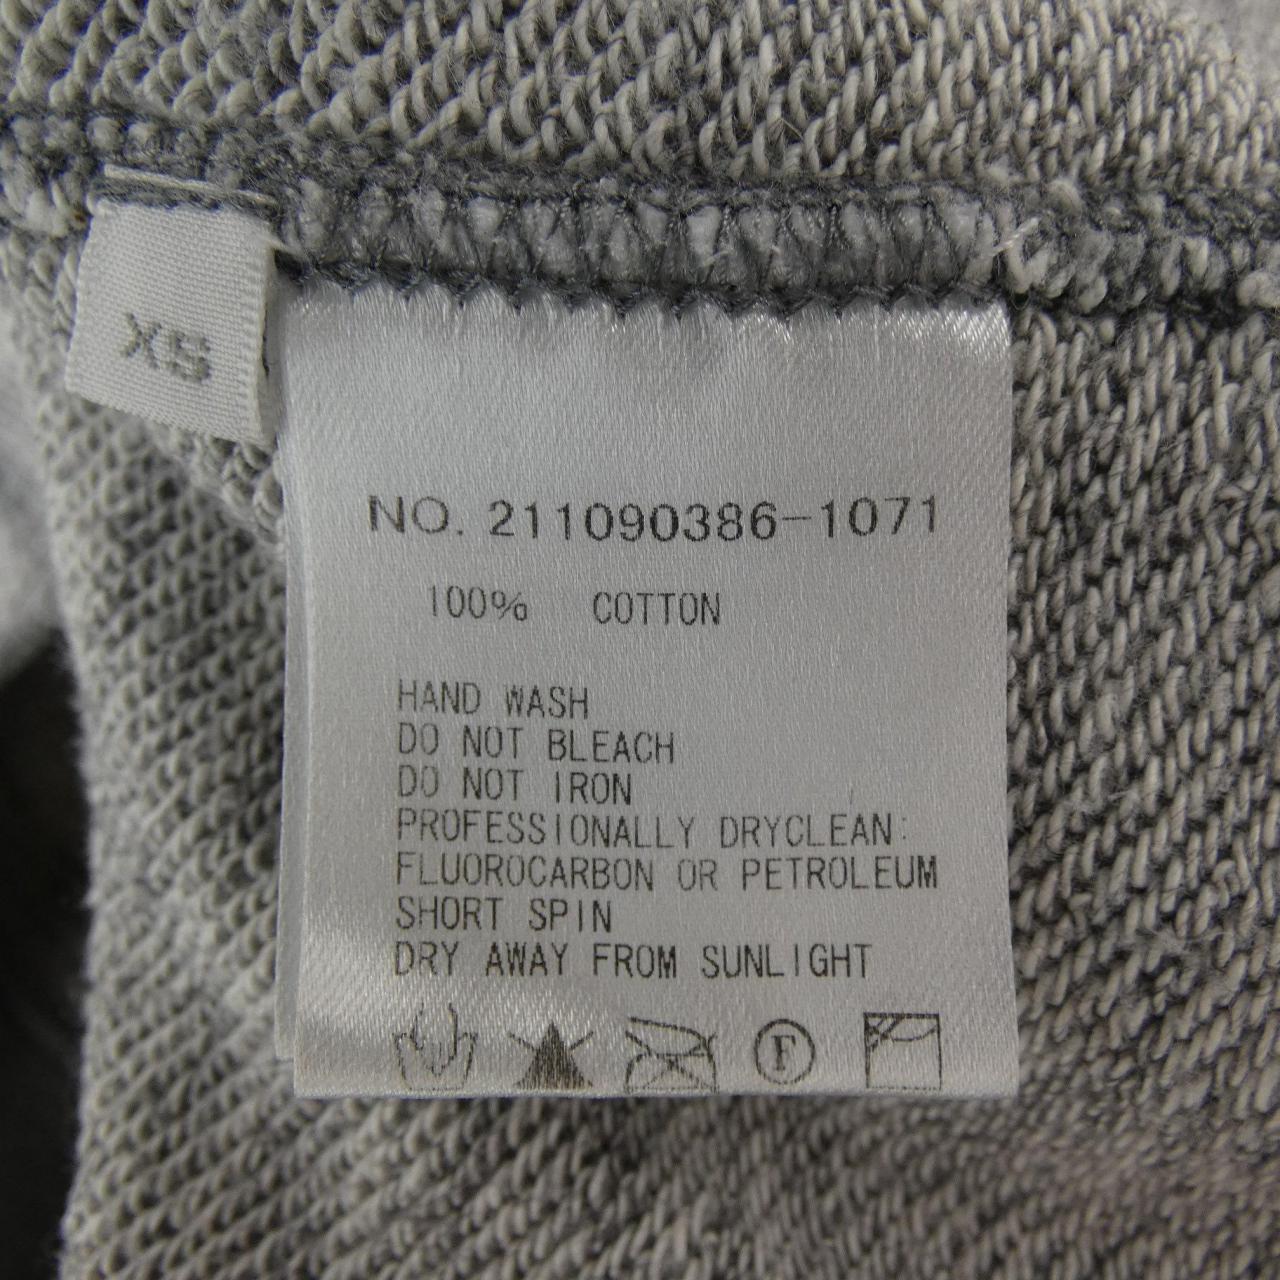 XS
NO. 211090386-1071
100% COTTON
HAND WASH
DO NOT BLEACH
DO NOT IRON
PROFESSIONALLY DRYCLEAN:
FLUOROCARBON OR PETROLEUM
SHORT SPIN
DRY AWAY FROM SUNLIGHT
F